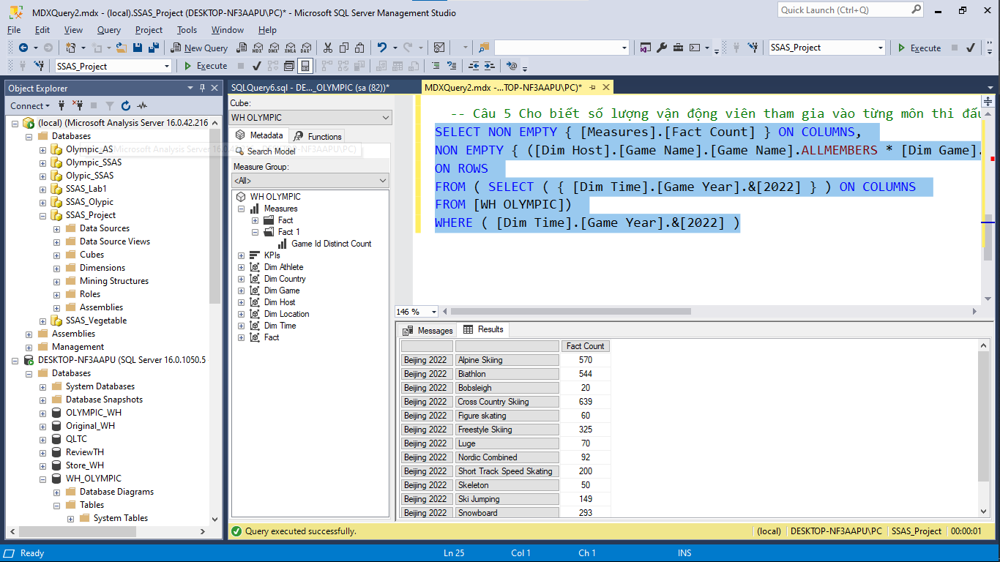 MDXQuery2.mdx - (local).SSAS_Project (DESKTOP-NF3AAPU\PC)* - Microsoft SQL Server Management Studio
Quick Launch (Ctrl+Q)
File Edit View Query Project Tools Window Help
New Query MDX DMX XMLA DAX SSAS_Project Execute
SSAS_Project Execute
Object Explorer
Connect
(local) (Microsoft Analysis Server 16.0.42.216
Databases
Olympic_AS
Olympic_SSAS
Olypic_SSAS
SSAS_Lab1
SSAS_Olypic
SSAS_Project
Data Sources
Data Source Views
Cubes
Dimensions
Mining Structures
Roles
Assemblies
SSAS_Vegetable
Assemblies
Management
DESKTOP-NF3AAPU (SQL Server 16.0.1050.5
Databases
System Databases
Database Snapshots
OLYMPIC_WH
Original_WH
QLTC
ReviewTH
Store_WH
WH_OLYMPIC
Database Diagrams
Tables
System Tables
SQLQuery6.sql - DE..._OLYMPIC (sa (82))*
MDXQuery2.mdx -...TOP-NF3AAPU\PC)*
Cube:
WH OLYMPIC
Metadata Functions
Search Model
Measure Group:
<All>
WH OLYMPIC
Measures
Fact
Fact 1
Game Id Distinct Count
KPIs
Dim Athlete
Dim Country
Dim Game
Dim Host
Dim Location
Dim Time
Fact
-- Câu 5 Cho biết số lượng vận động viên tham gia vào từng môn thi đấu
SELECT NON EMPTY { [Measures].[Fact Count] } ON COLUMNS,
NON EMPTY { ([Dim Host].[Game Name].[Game Name].ALLMEMBERS * [Dim Game].
ON ROWS
FROM ( SELECT ( { [Dim Time].[Game Year].&[2022] } ) ON COLUMNS
FROM [WH OLYMPIC])
WHERE ( [Dim Time].[Game Year].&[2022] )
146 %
Messages Results
Fact Count
Beijing 2022 Alpine Skiing 570
Beijing 2022 Biathlon 544
Beijing 2022 Bobsleigh 20
Beijing 2022 Cross Country Skiing 639
Beijing 2022 Figure skating 60
Beijing 2022 Freestyle Skiing 325
Beijing 2022 Luge 70
Beijing 2022 Nordic Combined 92
Beijing 2022 Short Track Speed Skating 200
Beijing 2022 Skeleton 50
Beijing 2022 Ski Jumping 149
Beijing 2022 Snowboard 293
Query executed successfully.
(local) DESKTOP-NF3AAPU\PC SSAS_Project 00:00:01
Ready Ln 25 Col 1 Ch 1 INS